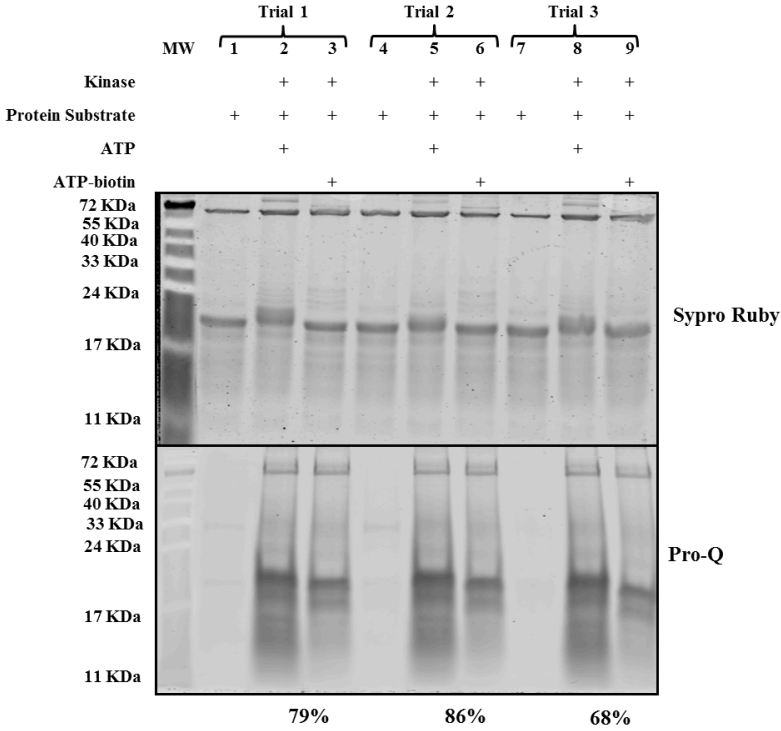 Trial 1 Trial 2 Trial 3
MW 1 2 3 4 5 6 7 8 9
Kinase + + + + + +
Protein Substrate + + + + + + + + +
ATP + + +
ATP-biotin + + +
72 KDa
55 KDa
40 KDa
33 KDa
24 KDa
Sypro Ruby
17 KDa
11 KDa
72 KDa
55 KDa
40 KDa
33 KDa
24 KDa
Pro-Q
17 KDa
11 KDa
79% 86% 68%